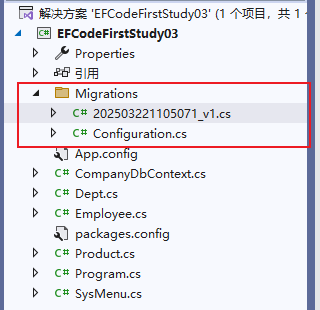 解决方案 'EFCodeFirstStudy03' (1 个项目，共 1
C# EFCodeFirstStudy03
Properties
引用
Migrations
C# 202503221105071_v1.cs
C# Configuration.cs
App.config
C# CompanyDbContext.cs
C# Dept.cs
C# Employee.cs
packages.config
C# Product.cs
C# Program.cs
C# SysMenu.cs